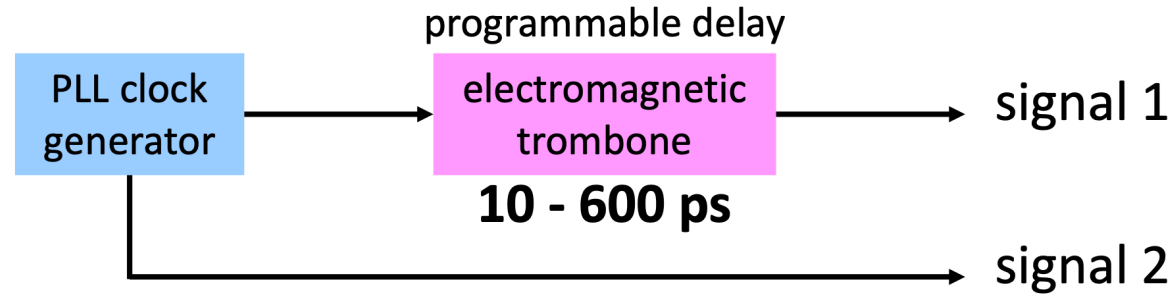 programmable delay
PLL clock
generator
electromagnetic
trombone
signal 1
10 - 600 ps
signal 2